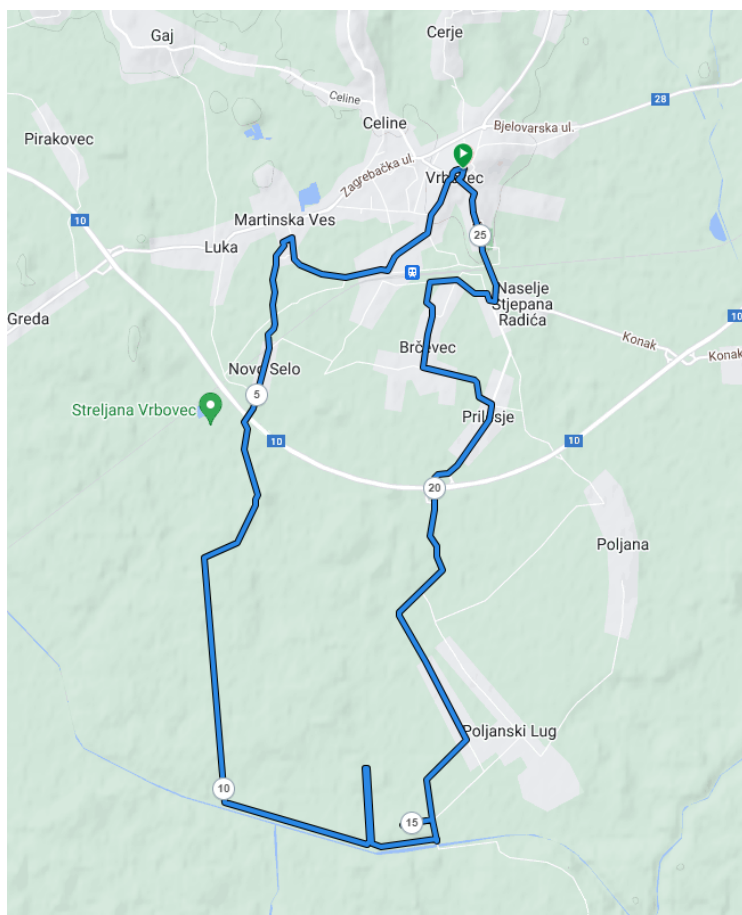 Gaj
Cerje
Celine
28
Bjelovarska ul.
Celine
Pirakovec
Zagrebačka ul.
Vrbovec
10
Martinska Ves
25
Luka
Naselje
Stjepana
Radića
Greda
10
Konak
Konak
Brčevec
Novo Selo
5
Streljana Vrbovec
Prilesje
10
10
20
Poljana
Poljanski Lug
10
15